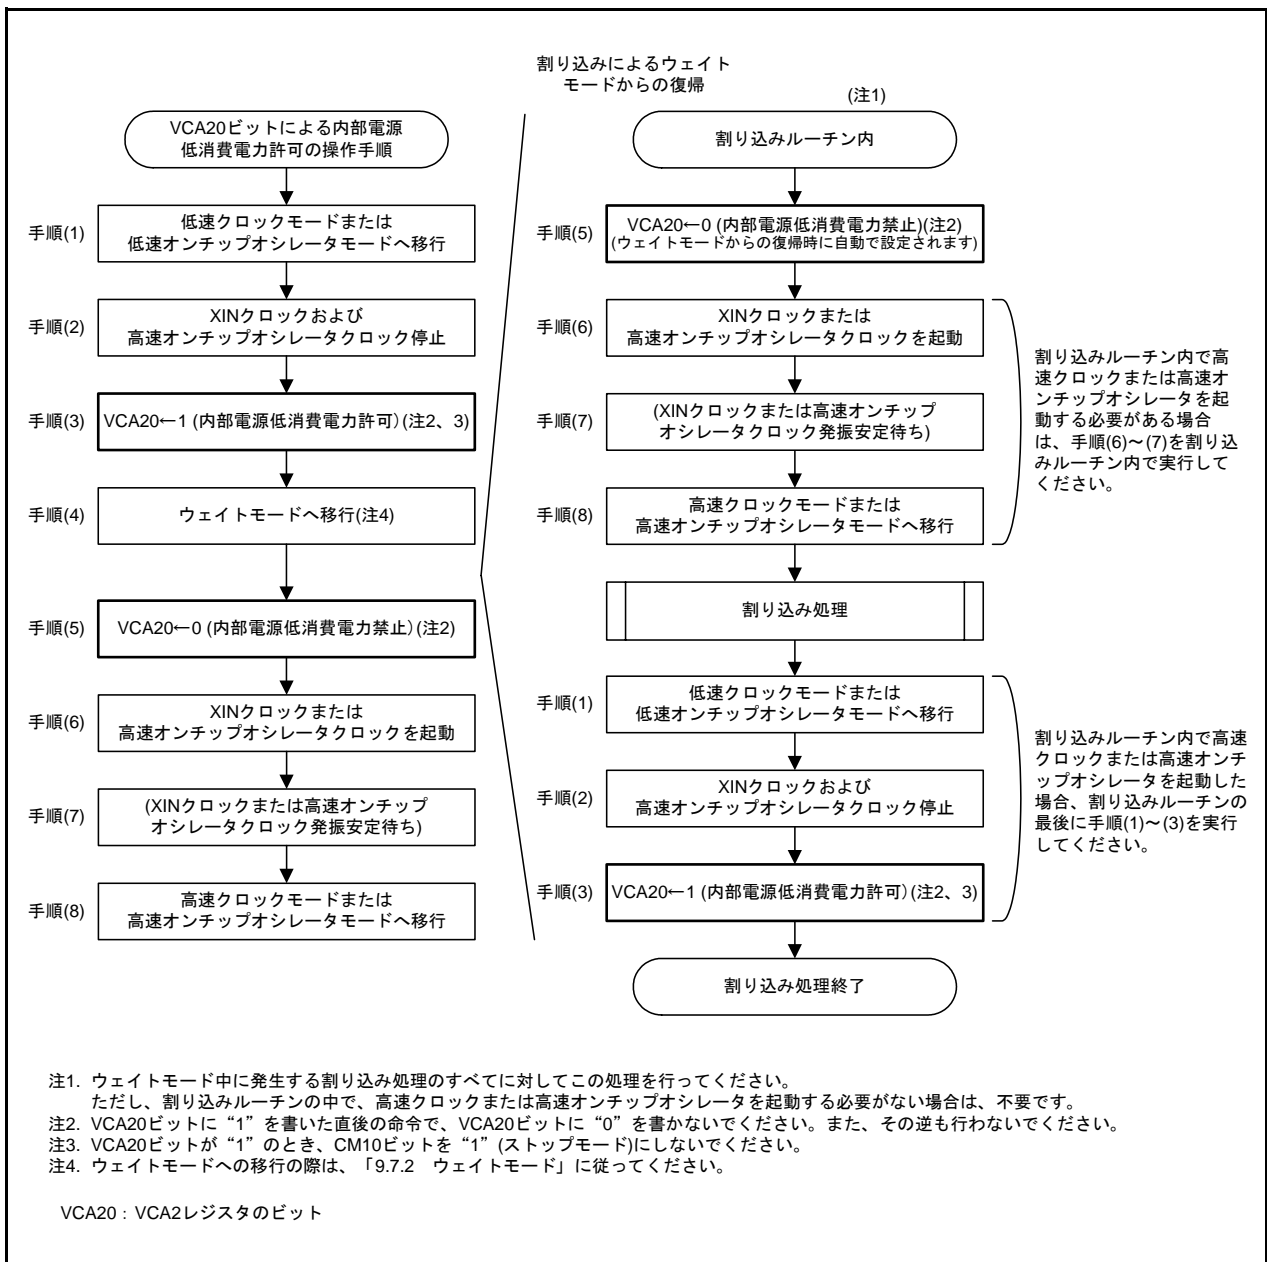 割り込みによるウェイト
モードからの復帰
VCA20ビットによる内部電源
低消費電力許可の操作手順
手順(1)
低速クロックモードまたは
低速オンチップオシレータモードへ移行
手順(2)
XINクロックおよび
高速オンチップオシレータクロック停止
手順(3)
VCA20←1 (内部電源低消費電力許可)(注2、3)
手順(4)
ウェイトモードへ移行(注4)
手順(5)
VCA20←0 (内部電源低消費電力禁止)(注2)
手順(6)
XINクロックまたは
高速オンチップオシレータクロックを起動
手順(7)
(XINクロックまたは高速オンチップ
オシレータクロック発振安定待ち)
手順(8)
高速クロックモードまたは
高速オンチップオシレータモードへ移行
(注1)
割り込みルーチン内
手順(5)
VCA20←0 (内部電源低消費電力禁止)(注2)
(ウェイトモードからの復帰時に自動で設定されます)
手順(6)
XINクロックまたは
高速オンチップオシレータクロックを起動
手順(7)
(XINクロックまたは高速オンチップ
オシレータクロック発振安定待ち)
手順(8)
高速クロックモードまたは
高速オンチップオシレータモードへ移行
割り込みルーチン内で高
速クロックまたは高速オ
ンチップオシレータを起
動する必要がある場合
は、手順(6)~(7)を割り込
みルーチン内で実行して
ください。
割り込み処理
手順(1)
低速クロックモードまたは
低速オンチップオシレータモードへ移行
手順(2)
XINクロックおよび
高速オンチップオシレータクロック停止
手順(3)
VCA20←1 (内部電源低消費電力許可)(注2、3)
割り込みルーチン内で高速
クロックまたは高速オンチ
ップオシレータを起動した
場合、割り込みルーチンの
最後に手順(1)~(3)を実行
してください。
割り込み処理終了
注1. ウェイトモード中に発生する割り込み処理のすべてに対してこの処理を行ってください。
ただし、割り込みルーチンの中で、高速クロックまたは高速オンチップオシレータを起動する必要がない場合は、不要です。
注2. VCA20ビットに“1”を書いた直後の命令で、VCA20ビットに“0”を書かないでください。また、その逆も行わないでください。
注3. VCA20ビットが“1”のとき、CM10ビットを“1”(ストップモード)にしないでください。
注4. ウェイトモードへの移行の際は、「9.7.2 ウェイトモード」に従ってください。
VCA20:VCA2レジスタのビット